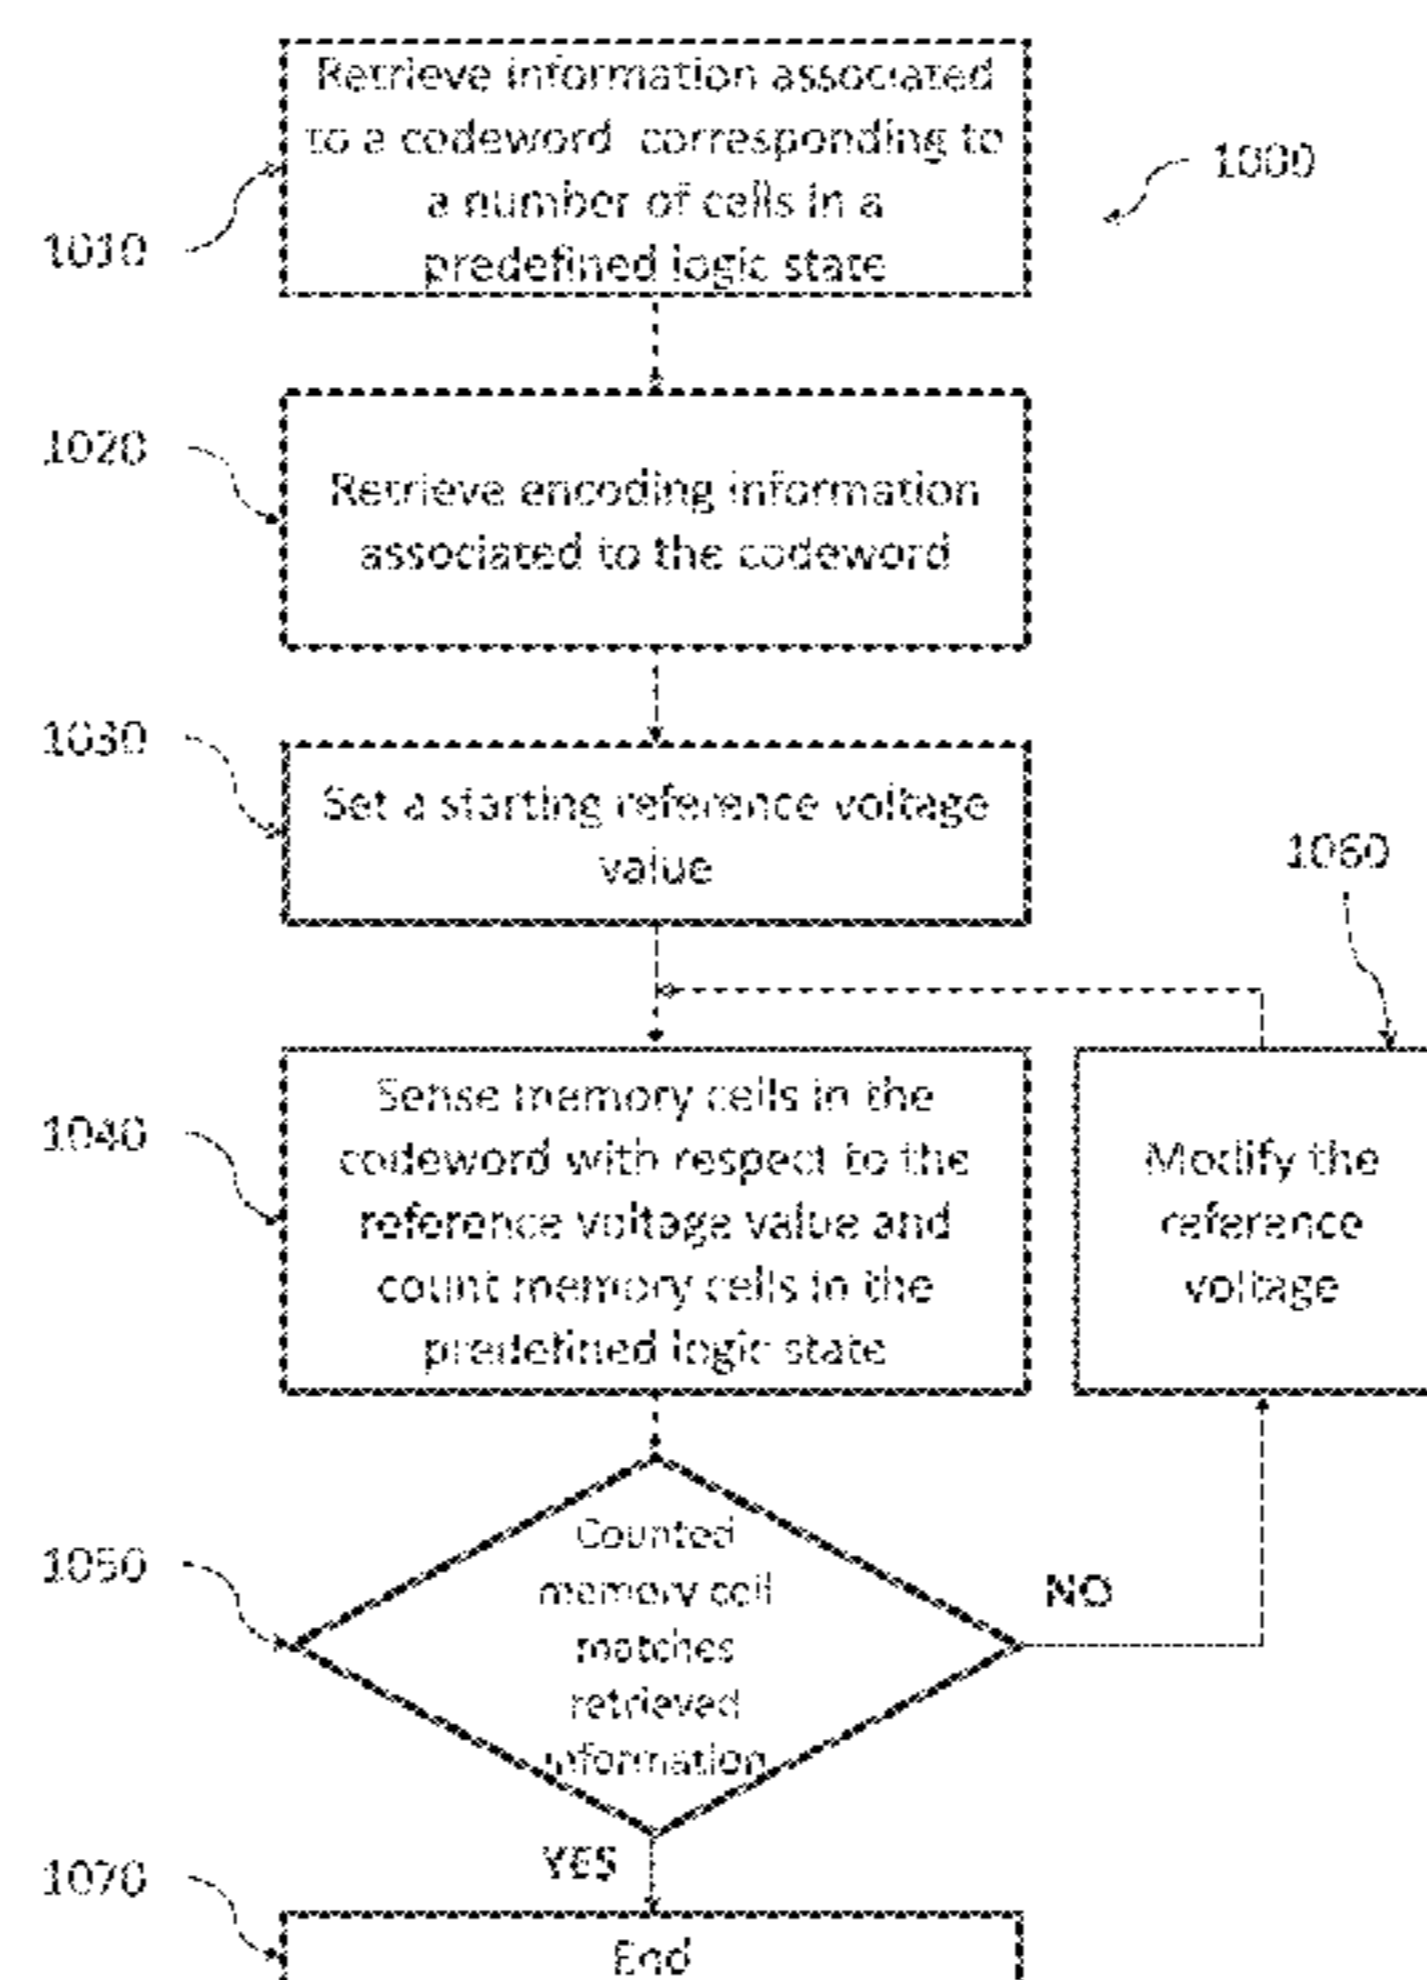 Retrieve information associated
to a codeword corresponding to
a number of cells in a
predefined logic state
1000
1010
1020
Retrieve encoding information
associated to the codeword
1030
Set a starting reference voltage
value
1060
1040
Sense memory cells in the
codeword with respect to the
reference voltage value and
count memory cells in the
predefined logic state
Modify the
reference
voltage
1050
Counted
memory cell
matches
retrieved
information
NO
YES
1070
End